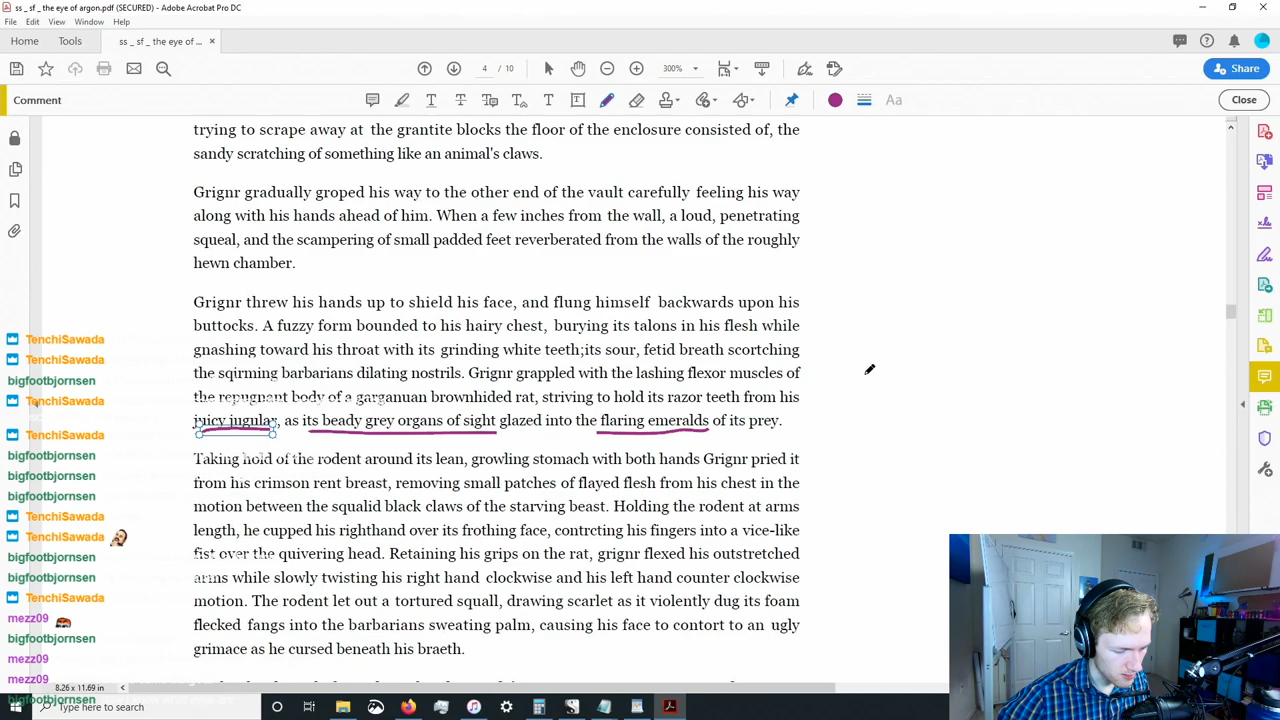 ss _ sf _ the eye of argon.pdf (SECURED) - Adobe Acrobat Pro DC
File Edit View Window Help
Home Tools ss _ sf _ the eye of ... ×
4 / 10 300% Share
Comment Aa Close
trying to scrape away at the grantite blocks the floor of the enclosure consisted of, the
sandy scratching of something like an animal's claws.
Grignr gradually groped his way to the other end of the vault carefully feeling his way
along with his hands ahead of him. When a few inches from the wall, a loud, penetrating
squeal, and the scampering of small padded feet reverberated from the walls of the roughly
hewn chamber.
Grignr threw his hands up to shield his face, and flung himself backwards upon his
buttocks. A fuzzy form bounded to his hairy chest, burying its talons in his flesh while
gnashing toward his throat with its grinding white teeth;its sour, fetid breath scortching
the sqirming barbarians dilating nostrils. Grignr grappled with the lashing flexor muscles of
the repugnant body of a garganuan brownhided rat, striving to hold its razor teeth from his
juicy jugular, as its beady grey organs of sight glazed into the flaring emeralds of its prey.
Taking hold of the rodent around its lean, growling stomach with both hands Grignr pried it
from his crimson rent breast, removing small patches of flayed flesh from his chest in the
motion between the squalid black claws of the starving beast. Holding the rodent at arms
length, he cupped his righthand over its frothing face, contrcting his fingers into a vice-like
fist over the quivering head. Retaining his grips on the rat, grignr flexed his outstretched
arms while slowly twisting his right hand clockwise and his left hand counter clockwise
motion. The rodent let out a tortured squall, drawing scarlet as it violently dug its foam
flecked fangs into the barbarians sweating palm, causing his face to contort to an ugly
grimace as he cursed beneath his braeth.
TenchiSawada
TenchiSawada
bigfootbjornsen
TenchiSawada
TenchiSawada
bigfootbjornsen
bigfootbjornsen
bigfootbjornsen
TenchiSawada
TenchiSawada
bigfootbjornsen
bigfootbjornsen
TenchiSawada
mezz09
bigfootbjornsen
mezz09
mezz09
bigfootbjornsen
8.26 x 11.69 in
Type here to search